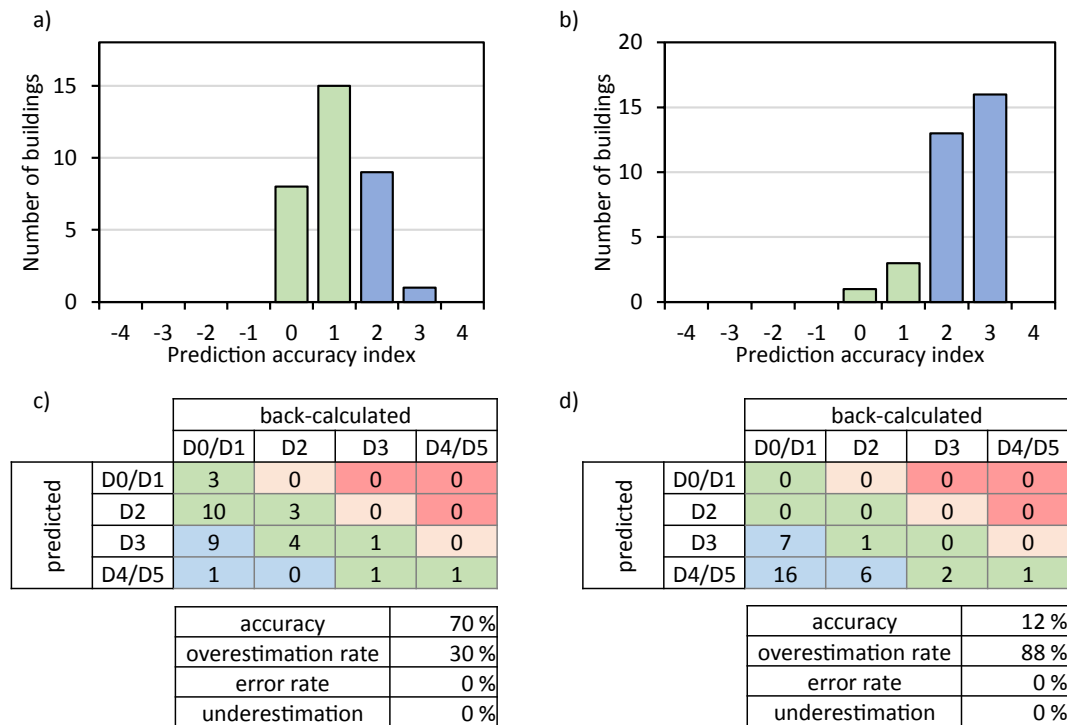 a)
Number of buildings
15
10
5
0
-4 -3 -2 -1 0 1 2 3 4
Prediction accuracy index
b)
Number of buildings
20
15
10
5
0
-4 -3 -2 -1 0 1 2 3 4
Prediction accuracy index
c)
back-calculated
D0/D1 D2 D3 D4/D5
predicted
D0/D1 3 0 0 0
D2 10 3 0 0
D3 9 4 1 0
D4/D5 1 0 1 1
accuracy 70 %
overestimation rate 30 %
error rate 0 %
underestimation 0 %
d)
back-calculated
D0/D1 D2 D3 D4/D5
predicted
D0/D1 0 0 0 0
D2 0 0 0 0
D3 7 1 0 0
D4/D5 16 6 2 1
accuracy 12 %
overestimation rate 88 %
error rate 0 %
underestimation 0 %